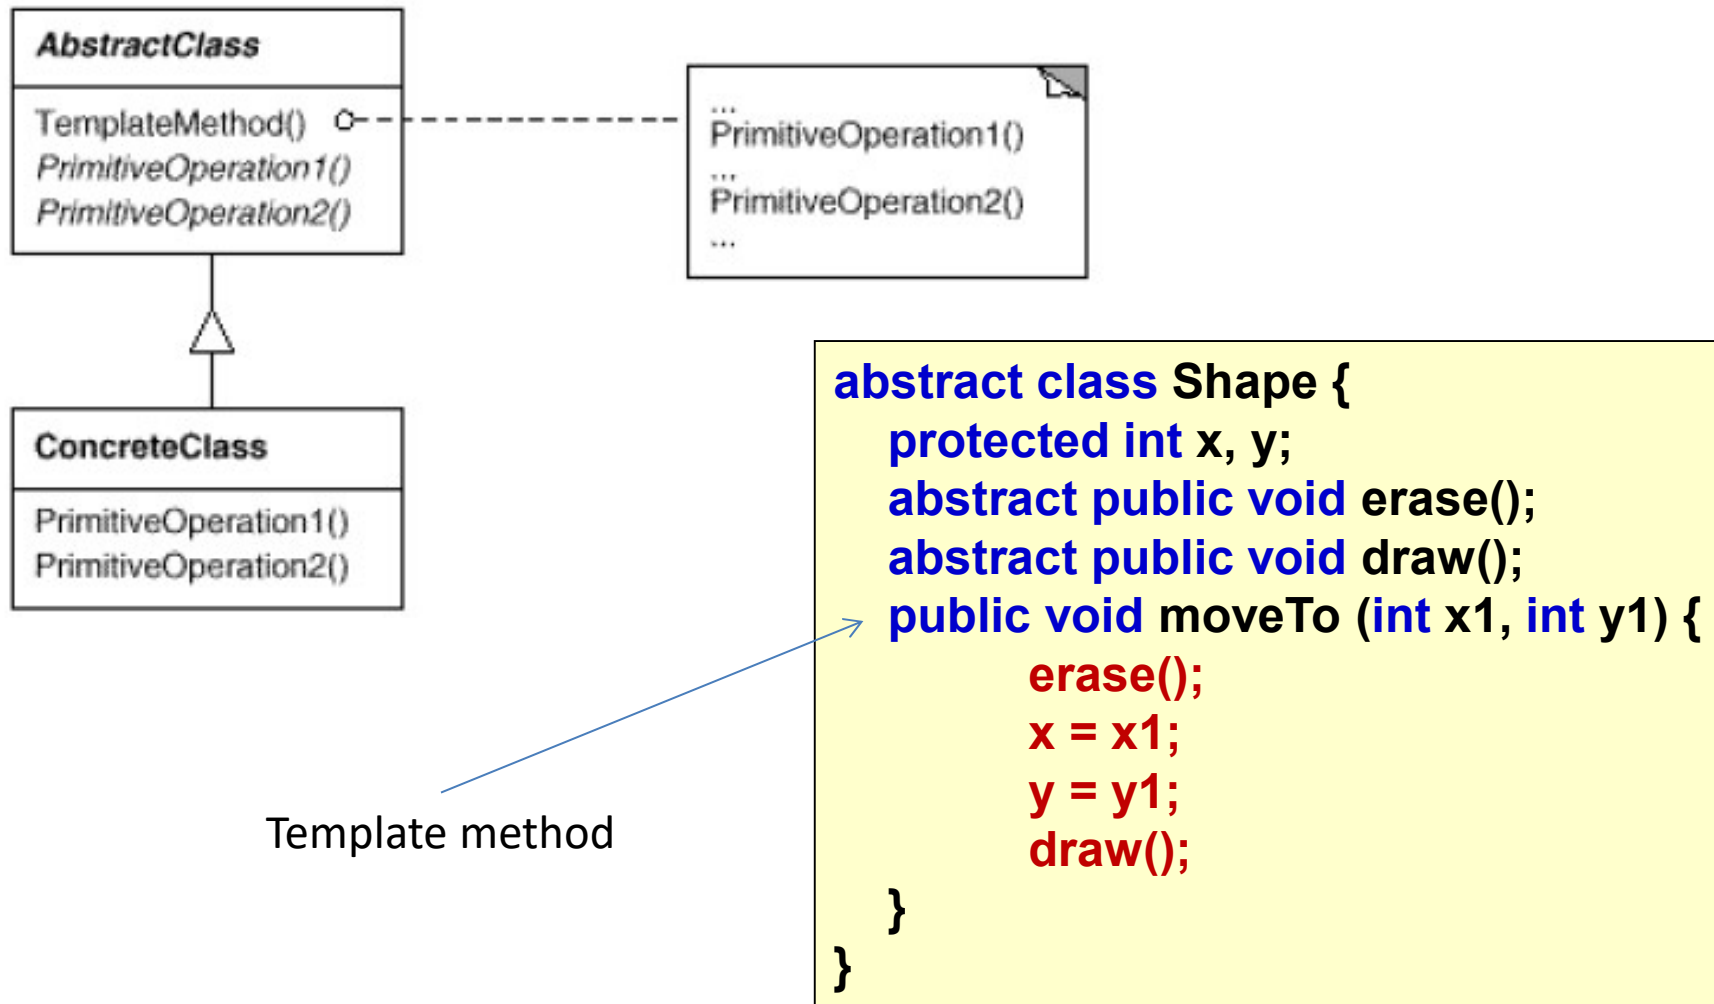 AbstractClass
TemplateMethod()
PrimitiveOperation1()
PrimitiveOperation2()
...
PrimitiveOperation1()
...
PrimitiveOperation2()
...
ConcreteClass
PrimitiveOperation1()
PrimitiveOperation2()
abstract class Shape {
protected int x, y;
abstract public void erase();
abstract public void draw();
public void moveTo (int x1, int y1) {
erase();
x = x1;
y = y1;
draw();
}
}
Template method